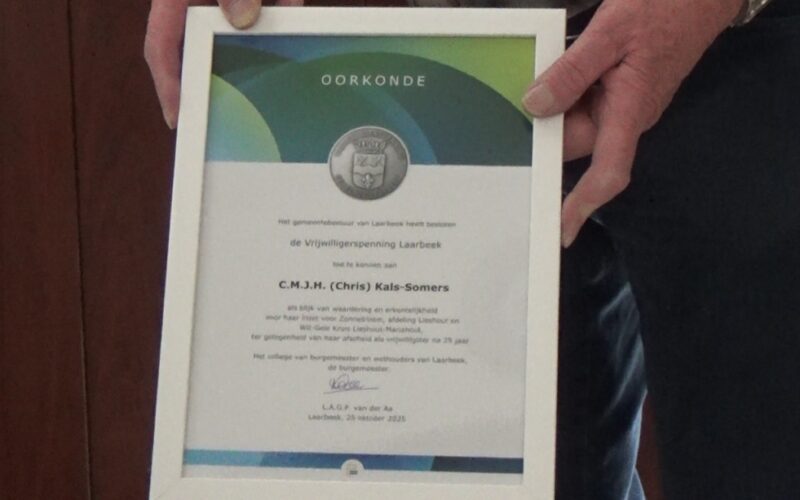 OORKONDE
Het gemeentebestuur van Laarbeek heeft besloten
de Vrijwilligerspenning Laarbeek
toe te kennen aan
C.M.J.H. (Chris) Kals-Somers
als blijk van waardering en erkentelijkheid
voor haar inzet voor Zonnebloem, afdeling Lieshout en
Wit-Gele Kruis Lieshout-Mariahout,
ter gelegenheid van haar afscheid als vrijwilligster na 25 jaar
Het college van burgemeester en wethouders van Laarbeek,
de burgemeester
L.A.G.P. van der Aa
Laarbeek, 25 oktober 2025